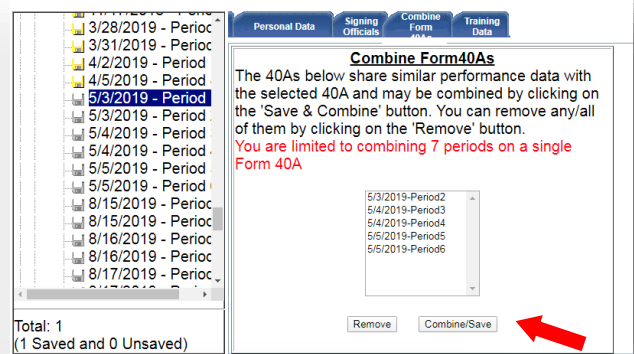 3/28/2019 - Perioc
3/31/2019 - Perioc
4/2/2019 - Period
4/5/2019 - Period
5/3/2019 - Period
5/3/2019 - Period
5/4/2019 - Period
5/4/2019 - Period
5/5/2019 - Period
5/5/2019 - Period
8/15/2019 - Perioc
8/15/2019 - Perioc
8/16/2019 - Perioc
8/16/2019 - Perioc
8/17/2019 - Perioc
Total: 1
(1 Saved and 0 Unsaved)
Personal Data
Signing
Officials
Combine
Form
40As
Training
Data
Combine Form40As
The 40As below share similar performance data with
the selected 40A and may be combined by clicking on
the 'Save & Combine' button. You can remove any/all
of them by clicking on the 'Remove' button.
You are limited to combining 7 periods on a single
Form 40A
5/3/2019-Period2
5/4/2019-Period3
5/4/2019-Period4
5/5/2019-Period5
5/5/2019-Period6
Remove
Combine/Save